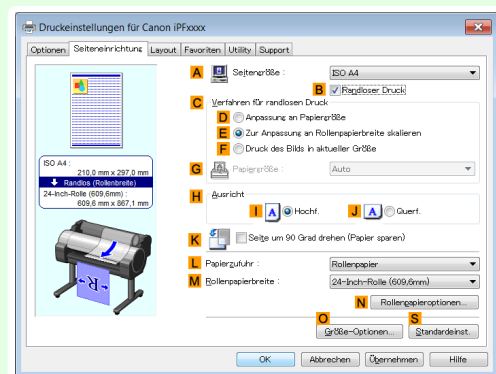 Druckeinstellungen für Canon iPFxxxx
Optionen Seiteneinrichtung Layout Favoriten Utility Support
A Seitengröße : ISO A4
B Randloser Druck
C Verfahren für randlosen Druck
D Anpassung an Papiergröße
E Zur Anpassung an Rollenpapierbreite skalieren
F Druck des Bilds in aktueller Größe
ISO A4 :
210,0 mm x 297,0 mm
Randlos (Rollenbreite)
24-Inch-Rolle (609,6mm) :
609,6 mm x 867,1 mm
G Papiergröße : Auto
H Ausricht
I A Hochf. J A Querf.
K Seite um 90 Grad drehen (Papier sparen)
L Papierzufuhr : Rollenpapier
M Rollenpapierbreite : 24-Inch-Rolle (609,6mm)
N Rollenpapieroptionen...
O S
Größe-Optionen... Standardeinst.
R
OK Abbrechen Übernehmen Hilfe